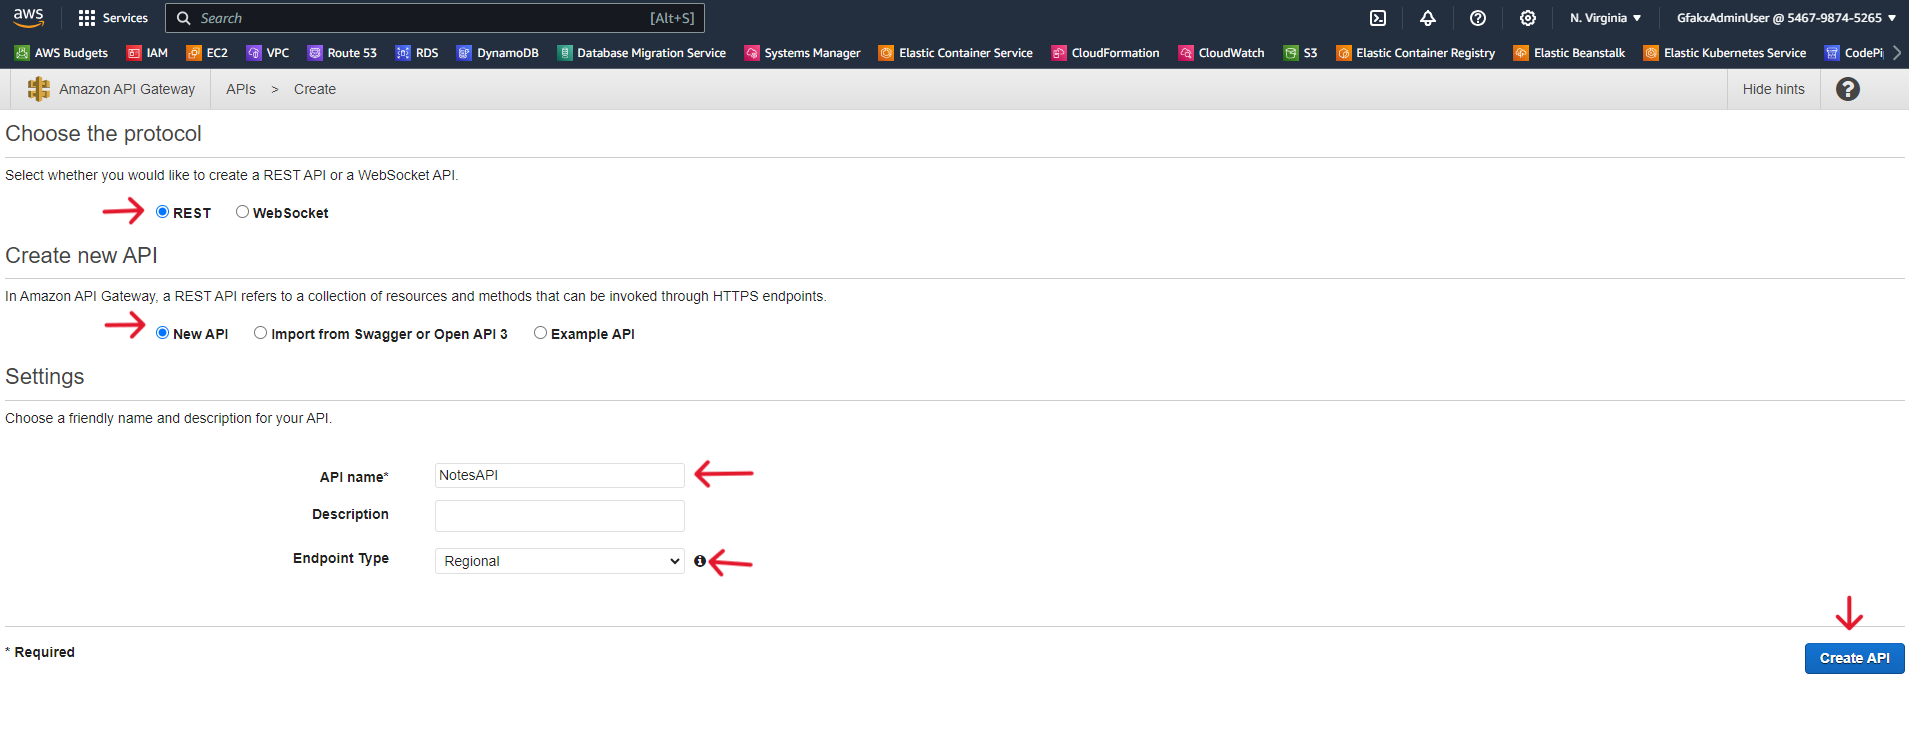 aws Services Search [Alt+S] N. Virginia GfakxAdminUser @ 5467-9874-5265
AWS Budgets IAM EC2 VPC Route 53 RDS DynamoDB Database Migration Service Systems Manager Elastic Container Service CloudFormation CloudWatch S3 Elastic Container Registry Elastic Beanstalk Elastic Kubernetes Service CodePi
Amazon API Gateway APIs > Create Hide hints ?
Choose the protocol
Select whether you would like to create a REST API or a WebSocket API.
REST WebSocket
Create new API
In Amazon API Gateway, a REST API refers to a collection of resources and methods that can be invoked through HTTPS endpoints.
New API Import from Swagger or Open API 3 Example API
Settings
Choose a friendly name and description for your API.
API name* NotesAPI
Description
Endpoint Type Regional
* Required
Create API